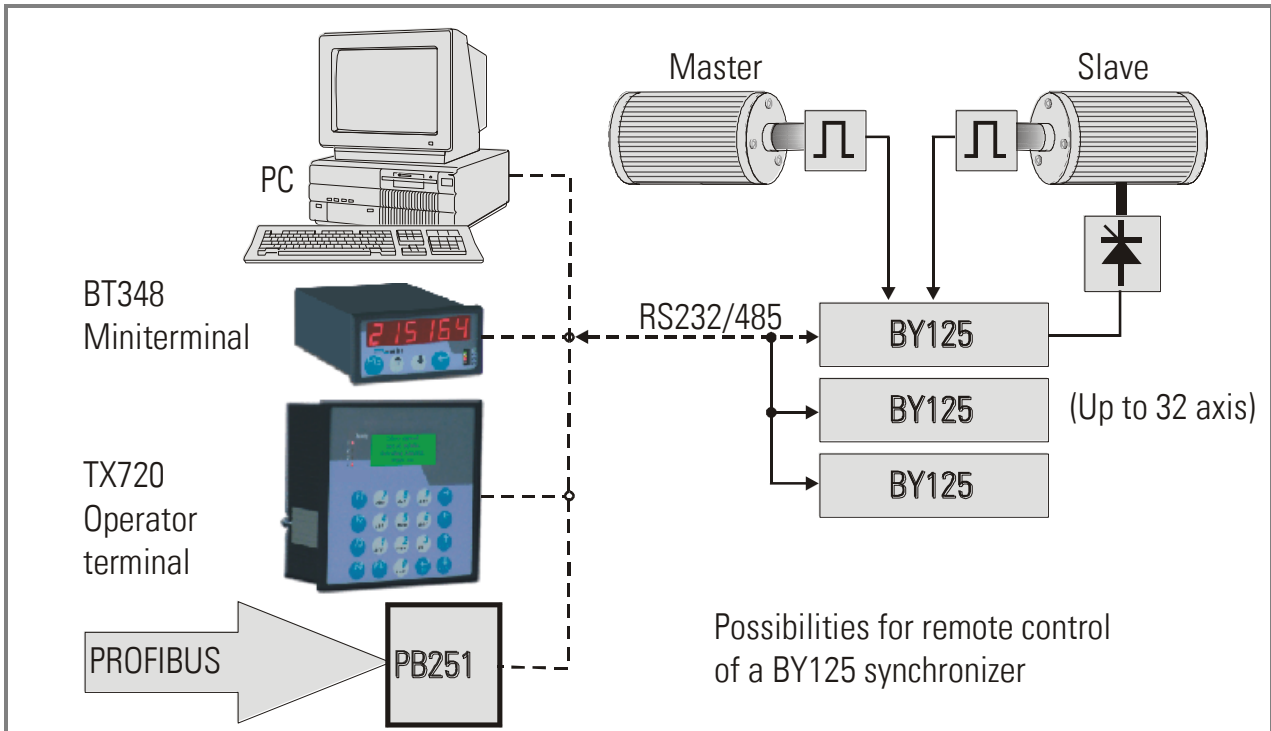 Master
Slave
PC
BT348
Miniterminal
215164
RS232/485
BY125
BY125
(Up to 32 axis)
BY125
TX720
Operator
terminal
PROFIBUS
PB251
Possibilities for remote control
of a BY125 synchronizer